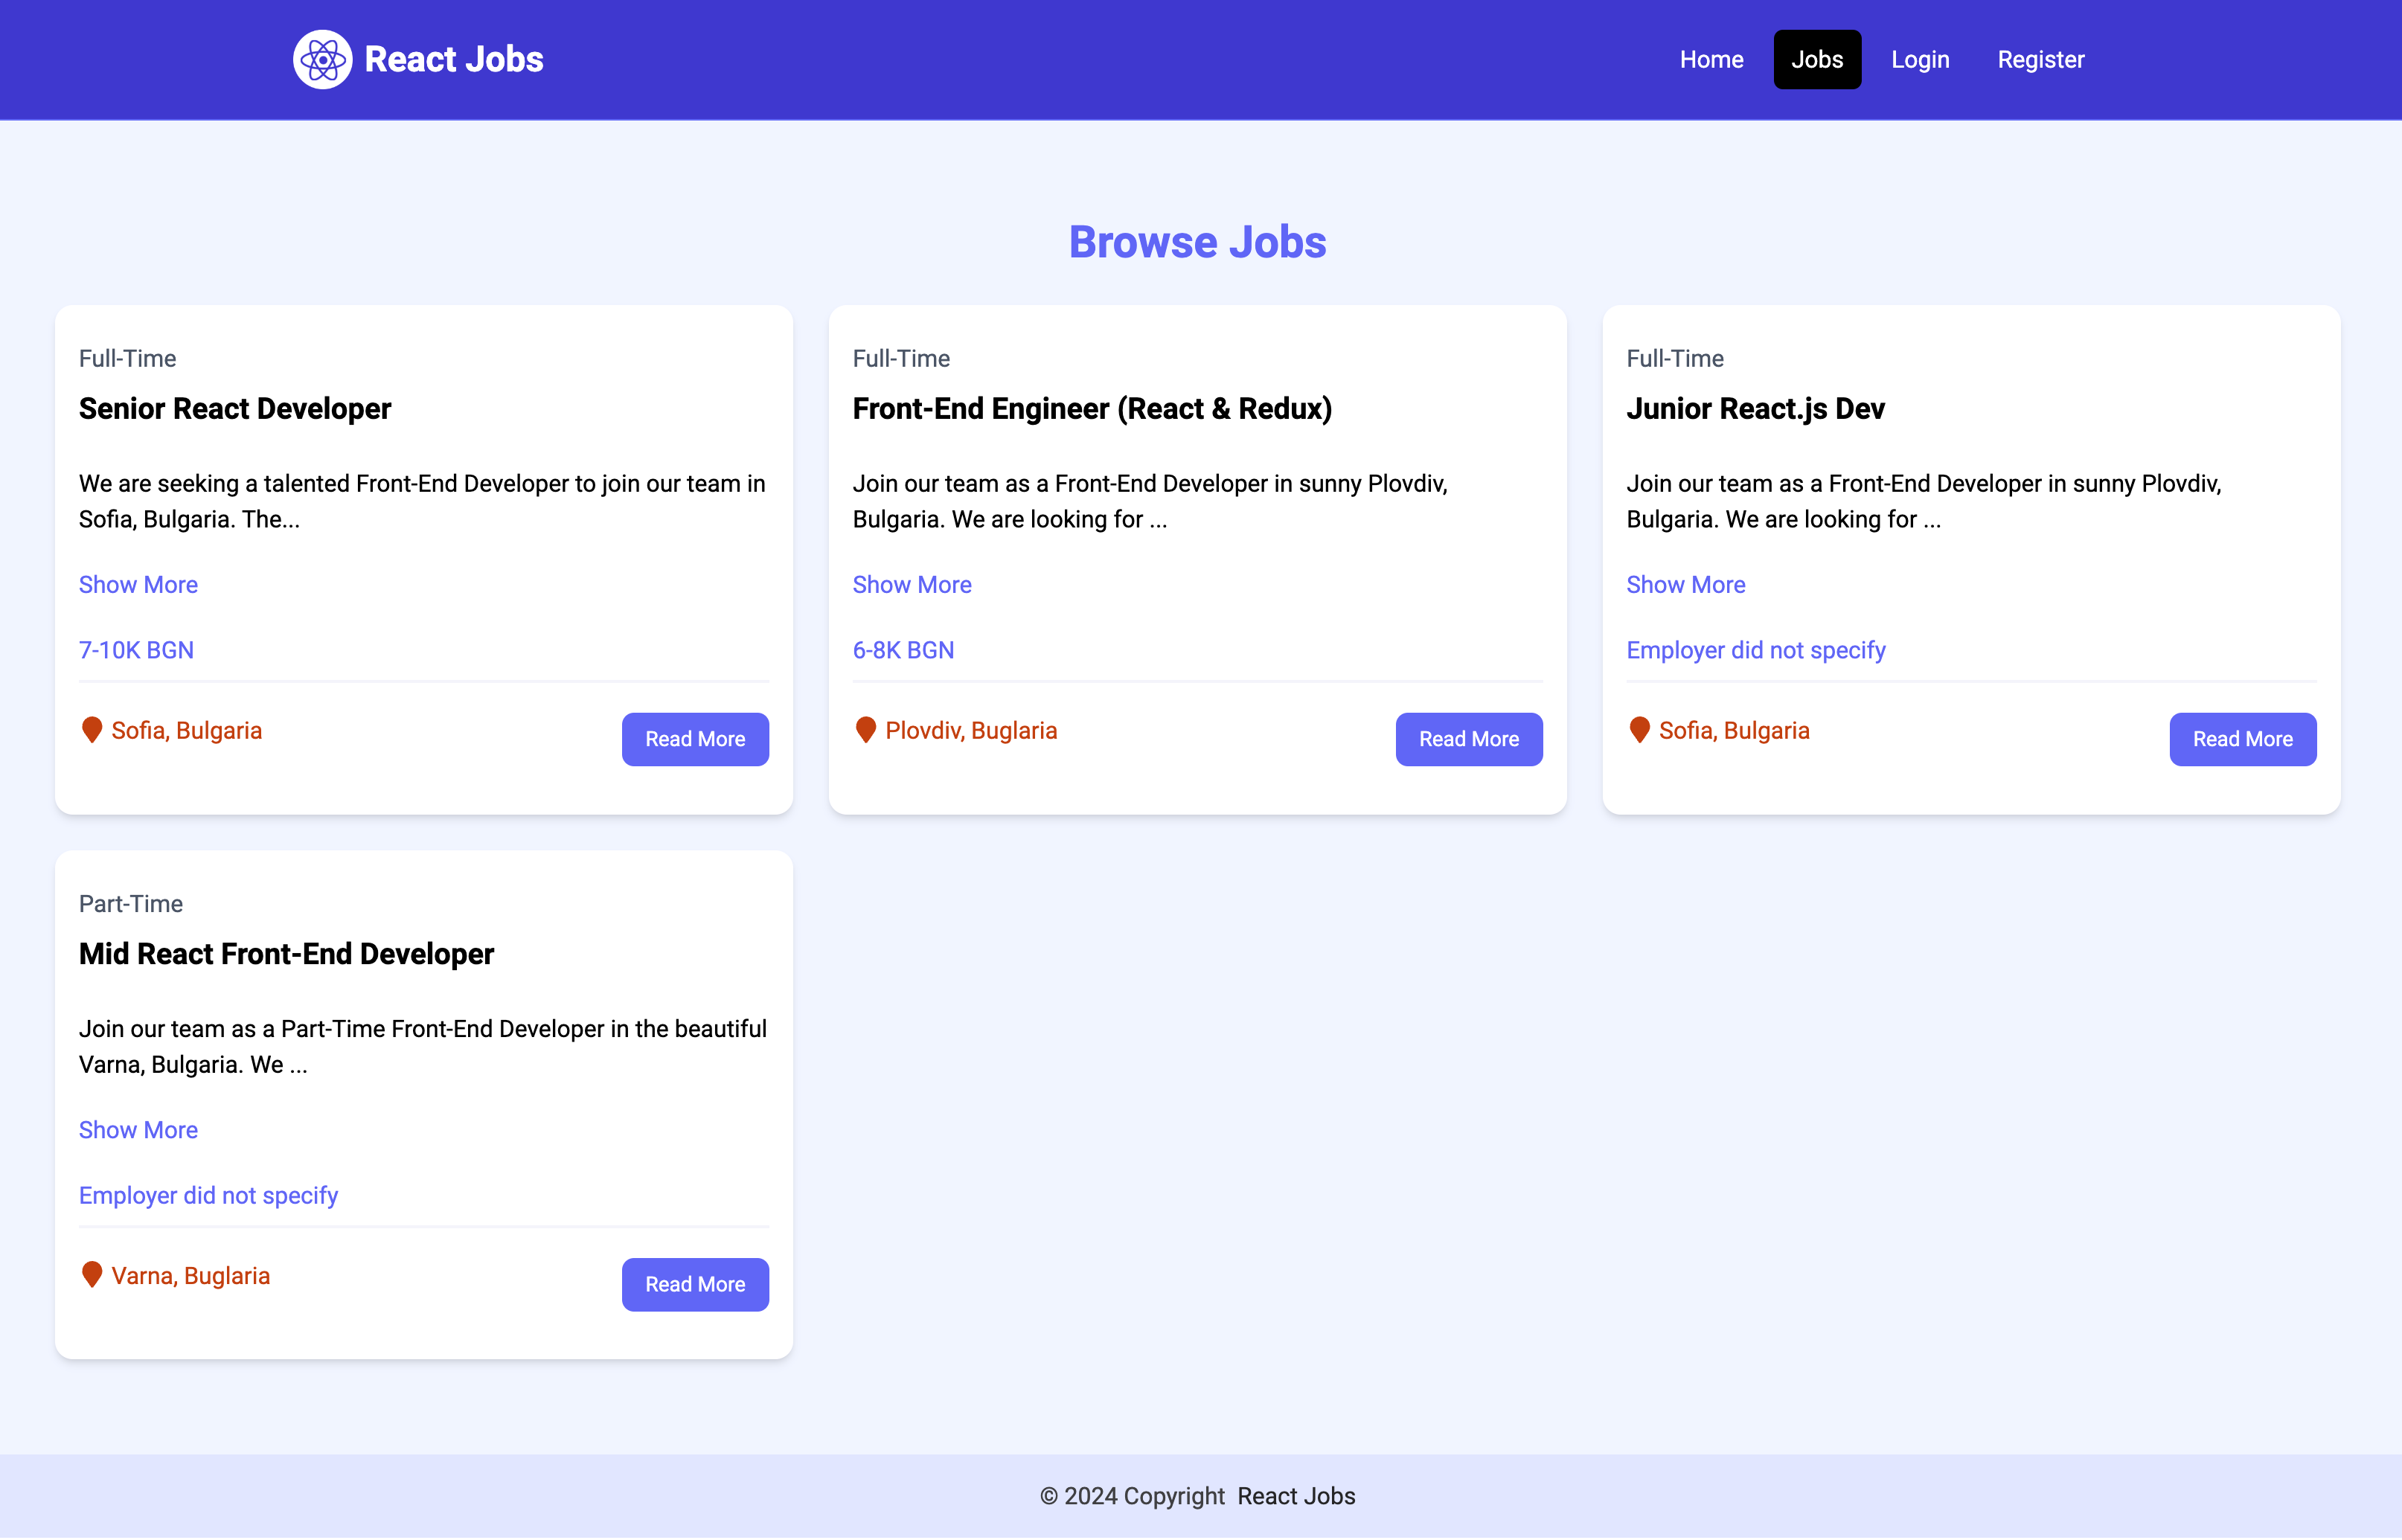 React Jobs
Home
Jobs
Login
Register
Browse Jobs
Full-Time
Senior React Developer
We are seeking a talented Front-End Developer to join our team in
Sofia, Bulgaria. The...
Show More
7-10K BGN
Sofia, Bulgaria
Read More
Full-Time
Front-End Engineer (React & Redux)
Join our team as a Front-End Developer in sunny Plovdiv,
Bulgaria. We are looking for ...
Show More
6-8K BGN
Plovdiv, Buglaria
Read More
Full-Time
Junior React.js Dev
Join our team as a Front-End Developer in sunny Plovdiv,
Bulgaria. We are looking for ...
Show More
Employer did not specify
Sofia, Bulgaria
Read More
Part-Time
Mid React Front-End Developer
Join our team as a Part-Time Front-End Developer in the beautiful
Varna, Bulgaria. We ...
Show More
Employer did not specify
Varna, Buglaria
Read More
© 2024 Copyright React Jobs